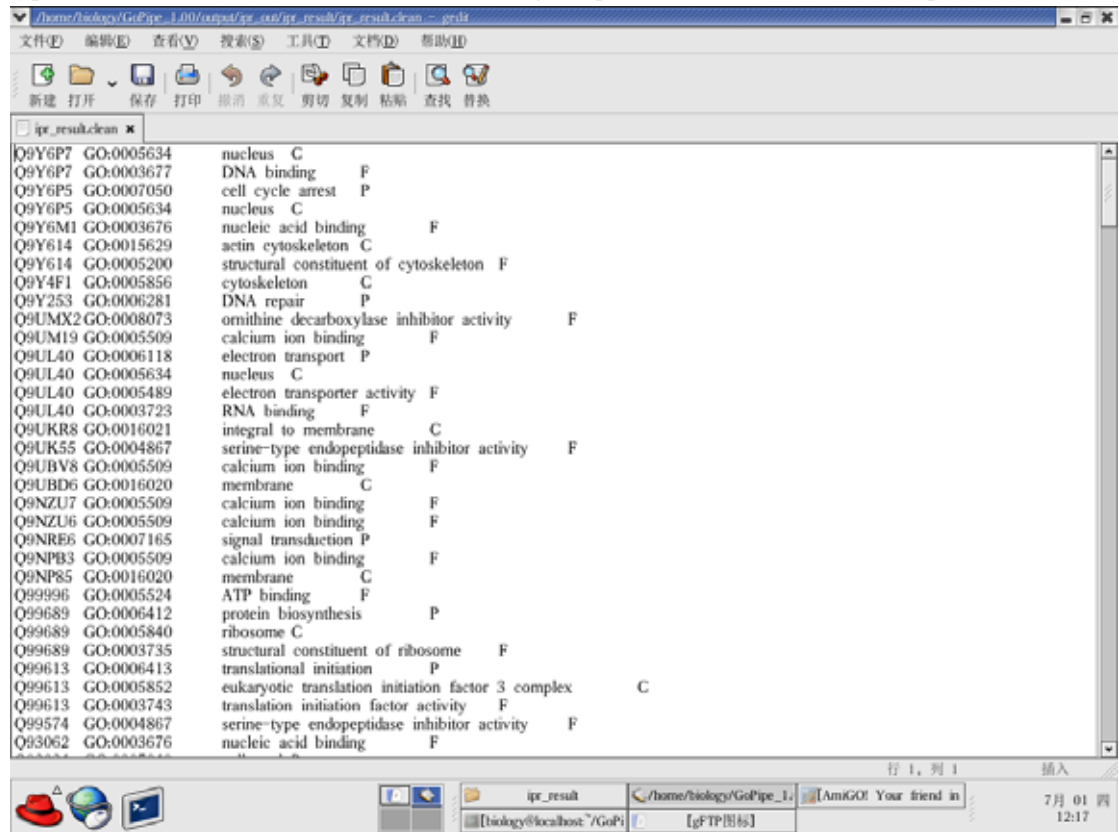 /home/biology/GoPipe_1.00/output/ipr_out/ipr_result/ipr_result.clean - gedit
文件(F) 编辑(E) 查看(V) 搜索(S) 工具(T) 文档(D) 帮助(H)
新建 打开 保存 打印 撤消 重复 剪切 复制 粘贴 查找 替换
ipr_result.clean
Q9Y6P7 GO:0005634 nucleus C
Q9Y6P7 GO:0003677 DNA binding F
Q9Y6P5 GO:0007050 cell cycle arrest P
Q9Y6P5 GO:0005634 nucleus C
Q9Y6M1 GO:0003676 nucleic acid binding F
Q9Y614 GO:0015629 actin cytoskeleton C
Q9Y614 GO:0005200 structural constituent of cytoskeleton F
Q9Y4F1 GO:0005856 cytoskeleton C
Q9Y253 GO:0006281 DNA repair P
Q9UMX2 GO:0008073 ornithine decarboxylase inhibitor activity F
Q9UM19 GO:0005509 calcium ion binding F
Q9UL40 GO:0006118 electron transport P
Q9UL40 GO:0005634 nucleus C
Q9UL40 GO:0005489 electron transporter activity F
Q9UL40 GO:0003723 RNA binding F
Q9UKR8 GO:0016021 integral to membrane C
Q9UK55 GO:0004867 serine-type endopeptidase inhibitor activity F
Q9UBV8 GO:0005509 calcium ion binding F
Q9UBD6 GO:0016020 membrane C
Q9NZU7 GO:0005509 calcium ion binding F
Q9NZU6 GO:0005509 calcium ion binding F
Q9NRE6 GO:0007165 signal transduction P
Q9NPB3 GO:0005509 calcium ion binding F
Q9NP85 GO:0016020 membrane C
Q99996 GO:0005524 ATP binding F
Q99689 GO:0006412 protein biosynthesis P
Q99689 GO:0005840 ribosome C
Q99689 GO:0003735 structural constituent of ribosome F
Q99613 GO:0006413 translational initiation P
Q99613 GO:0005852 eukaryotic translation initiation factor 3 complex C
Q99613 GO:0003743 translation initiation factor activity F
Q99574 GO:0004867 serine-type endopeptidase inhibitor activity F
Q93062 GO:0003676 nucleic acid binding F
行 1, 列 1 插入
ipr_result /home/biology/GoPipe_1. [AmiGO! Your friend in 7月 01 四
[biology@localhost:~/GoPi [gFTP图标] 12:17